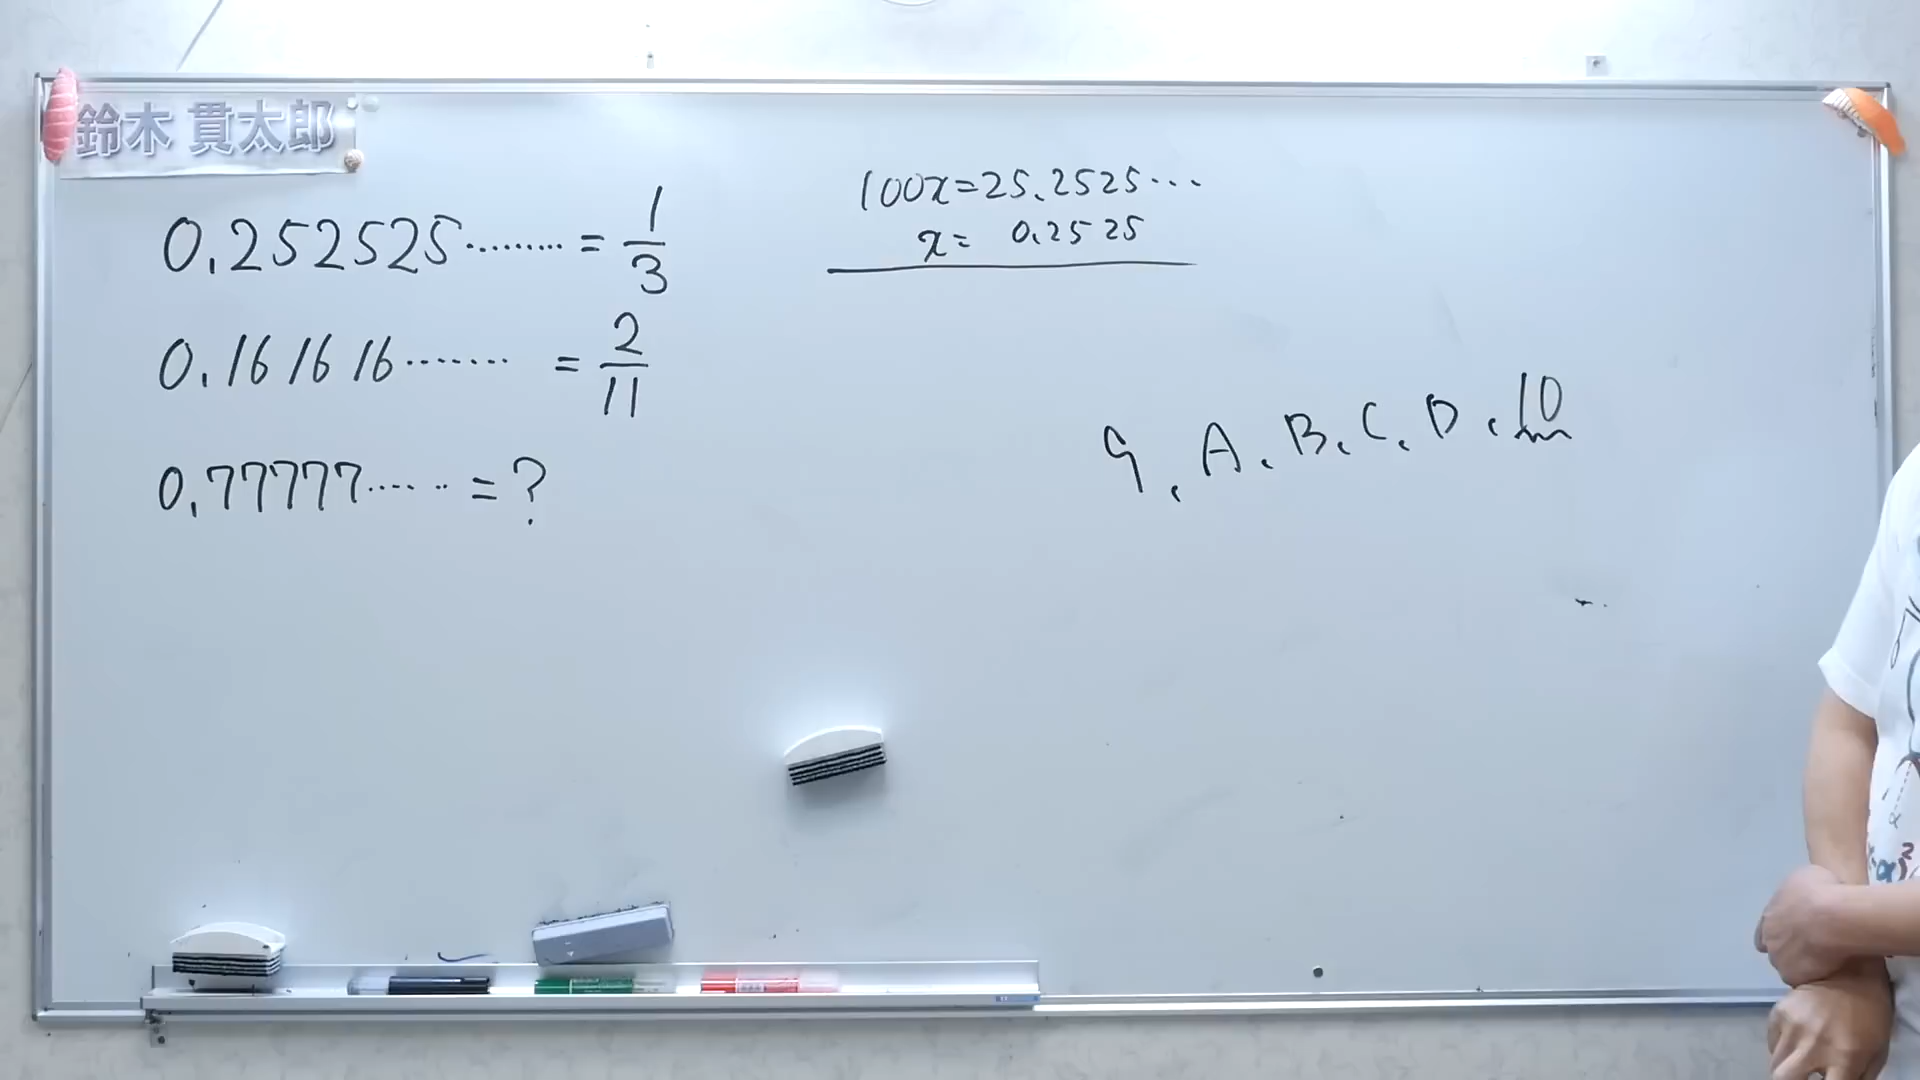 鈴木 貫太郎
0.252525……… = 1/3
0.161616……. = 2/11
0.77777…. .. = ?
100x=25.2525...
x= 0.2525
9, A, B, C, D, 10